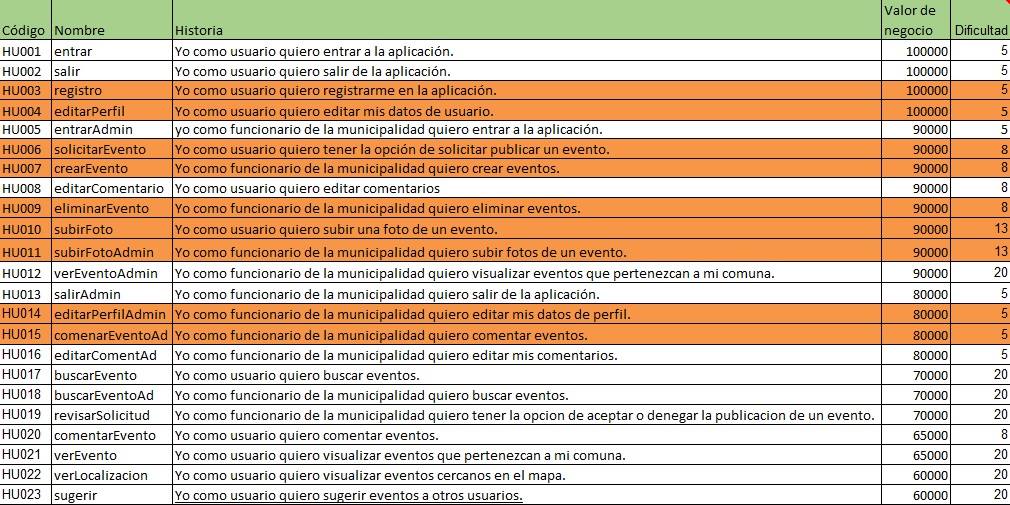 Código Nombre Historia Valor de negocio Dificultad
HU001 entrar Yo como usuario quiero entrar a la aplicación. 100000 5
HU002 salir Yo como usuario quiero salir de la aplicación. 100000 5
HU003 registro Yo como usuario quiero registrarme en la aplicación. 100000 5
HU004 editarPerfil Yo como usuario quiero editar mis datos de usuario. 100000 5
HU005 entrarAdmin yo como funcionario de la municipalidad quiero entrar a la aplicación. 90000 5
HU006 solicitarEvento Yo como usuario quiero tener la opción de solicitar publicar un evento. 90000 8
HU007 crearEvento Yo como funcionario de la municipalidad quiero crear eventos. 90000 8
HU008 editarComentario Yo como usuario quiero editar comentarios 90000 8
HU009 eliminarEvento Yo como funcionario de la municipalidad quiero eliminar eventos. 90000 8
HU010 subirFoto Yo como usuario quiero subir una foto de un evento. 90000 13
HU011 subirFotoAdmin Yo como funcionario de la municipalidad quiero subir fotos de un evento. 90000 13
HU012 verEventoAdmin Yo como funcionario de la municipalidad quiero visualizar eventos que pertenezcan a mi comuna. 90000 20
HU013 salirAdmin Yo como funcionario de la municipalidad quiero salir de la aplicación. 80000 5
HU014 editarPerfilAdmin Yo como funcionario de la municipalidad quiero editar mis datos de perfil. 80000 5
HU015 comenarEventoAd Yo como funcionario de la municipalidad quiero comentar eventos. 80000 5
HU016 editarComentAd Yo como funcionario de la municipalidad quiero editar mis comentarios. 80000 5
HU017 buscarEvento Yo como usuario quiero buscar eventos. 70000 20
HU018 buscarEventoAd Yo como funcionario de la municipalidad quiero buscar eventos. 70000 20
HU019 revisarSolicitud Yo como funcionario de la municipalidad quiero tener la opcion de aceptar o denegar la publicacion de un evento. 70000 20
HU020 comentarEvento Yo como usuario quiero comentar eventos. 65000 8
HU021 verEvento Yo como usuario quiero visualizar eventos que pertenezcan a mi comuna. 65000 20
HU022 verLocalizacion Yo como usuario quiero visualizar eventos cercanos en el mapa. 60000 20
HU023 sugerir Yo como usuario quiero sugerir eventos a otros usuarios. 60000 20